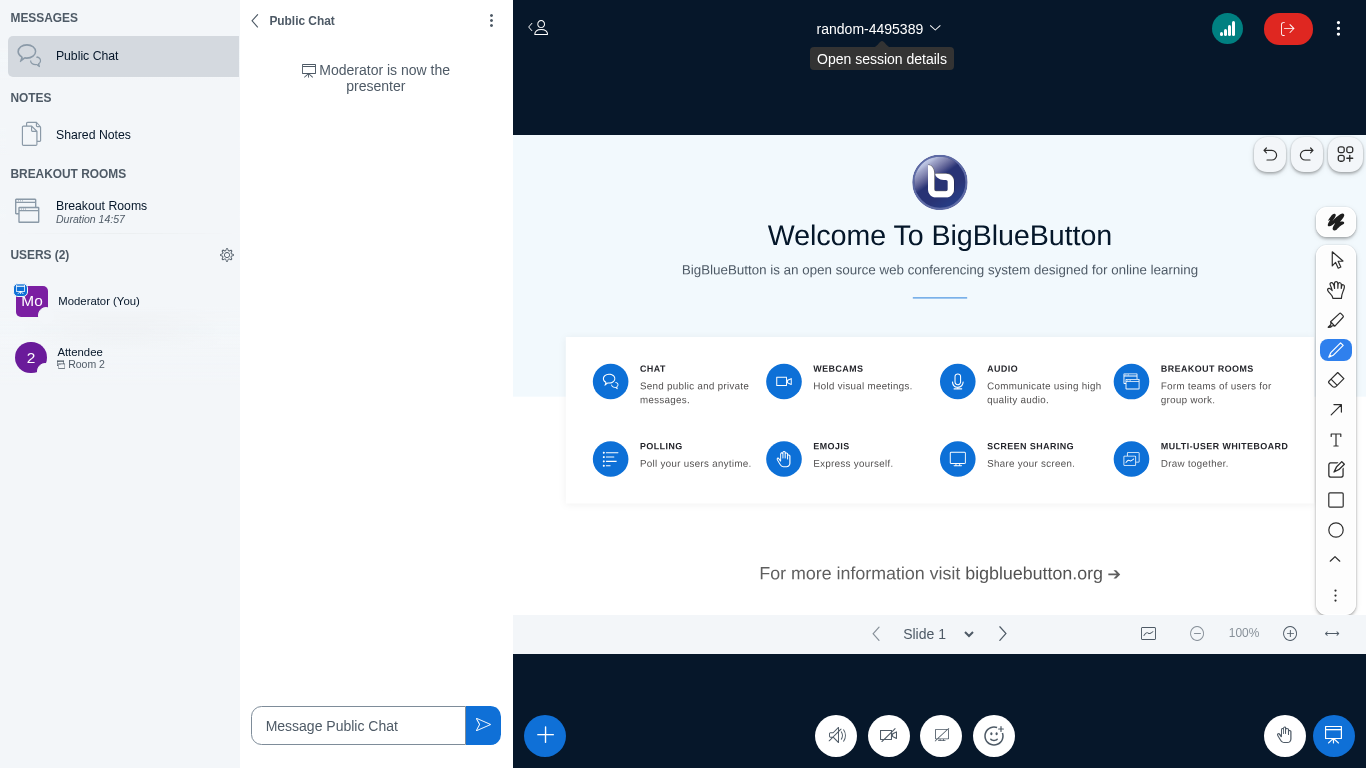 MESSAGES
Public Chat
NOTES
Shared Notes
BREAKOUT ROOMS
Breakout Rooms
Duration 14:57
USERS (2)
Mo
Moderator (You)
2
Attendee
Room 2
Public Chat
Moderator is now the
presenter
Message Public Chat
random-4495389
Open session details
Welcome To BigBlueButton
BigBlueButton is an open source web conferencing system designed for online learning
CHAT
Send public and private
messages.
WEBCAMS
Hold visual meetings.
AUDIO
Communicate using high
quality audio.
BREAKOUT ROOMS
Form teams of users for
group work.
POLLING
Poll your users anytime.
EMOJIS
Express yourself.
SCREEN SHARING
Share your screen.
MULTI-USER WHITEBOARD
Draw together.
For more information visit bigbluebutton.org →
Slide 1
100%